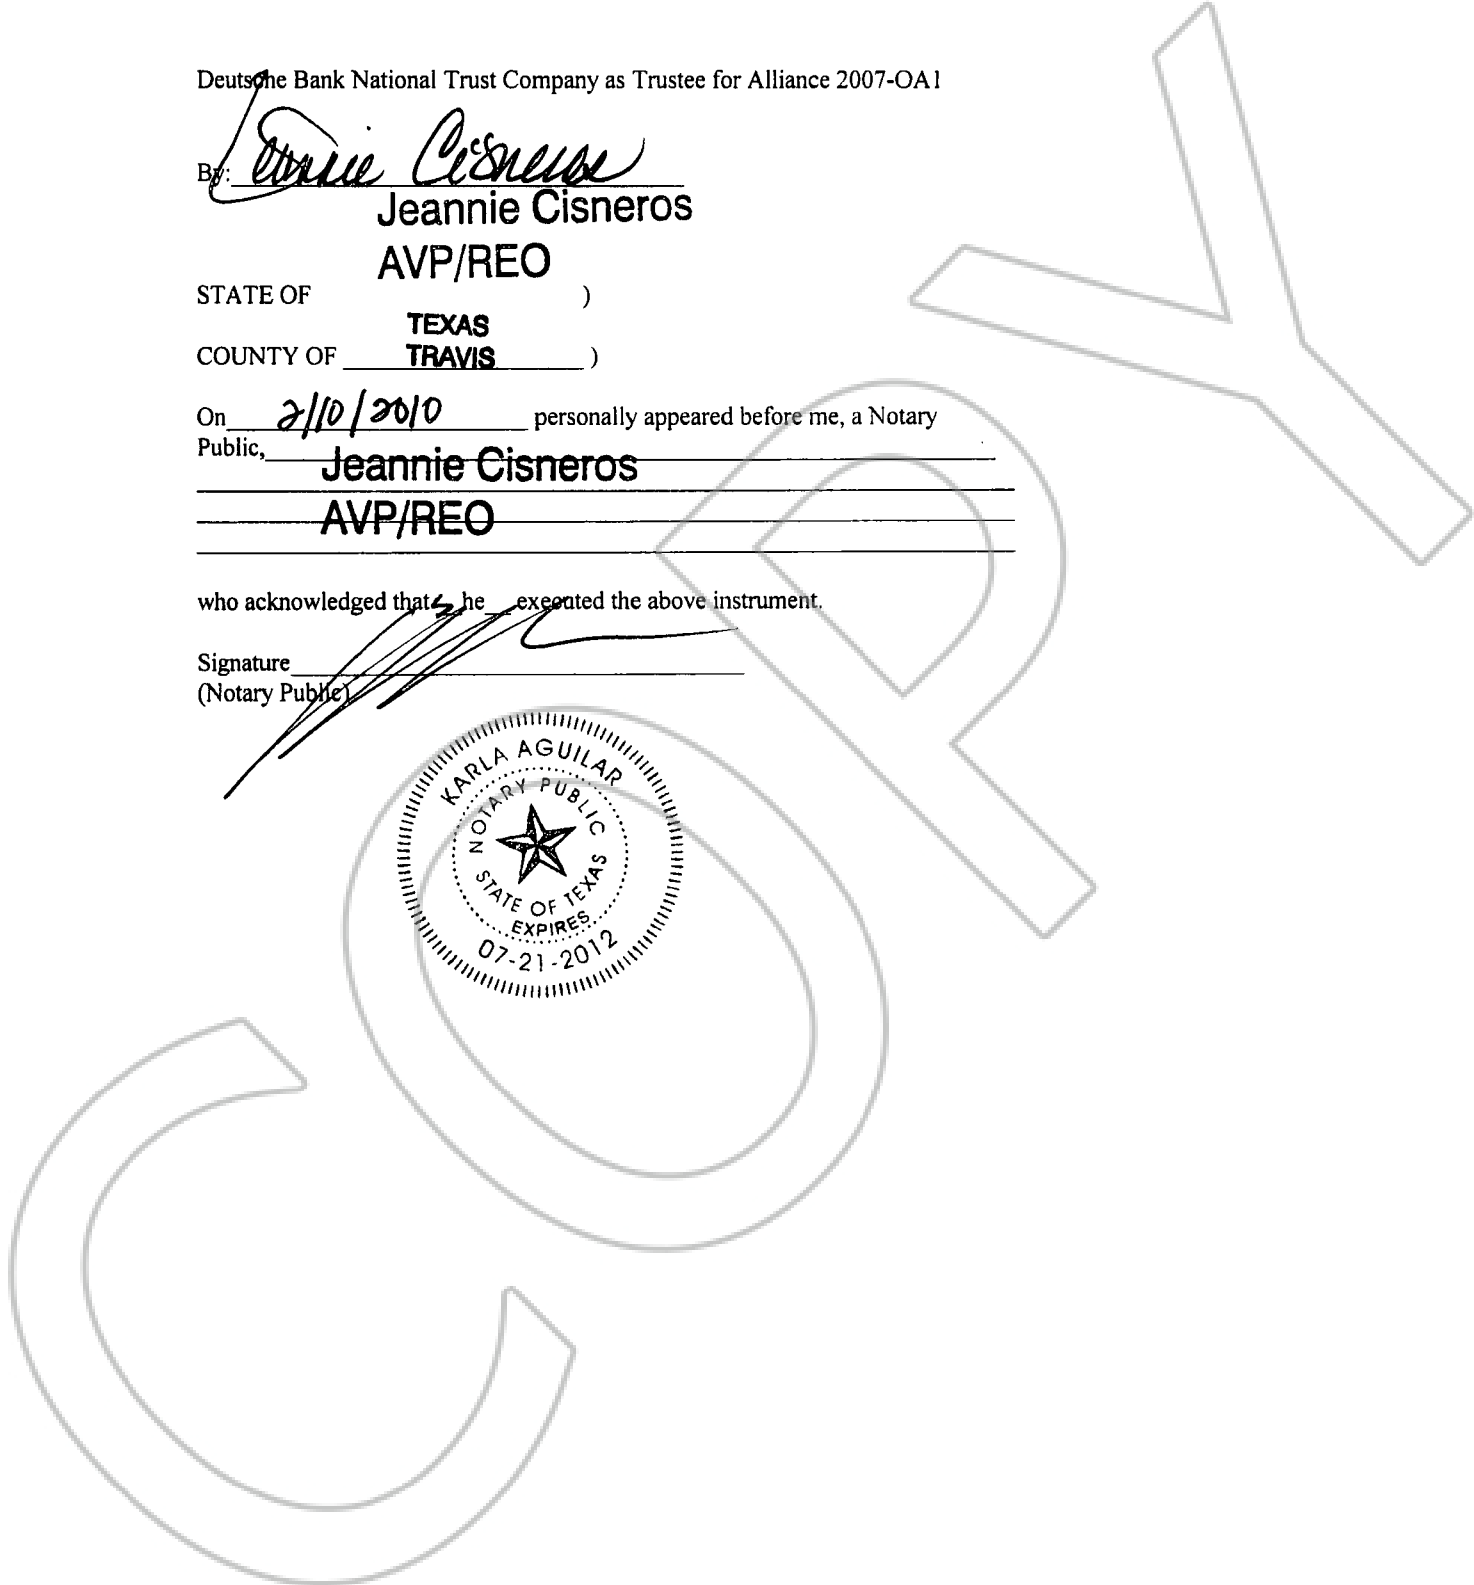 Deutsche Bank National Trust Company as Trustee for Alliance 2007-OA1
By: Jeannie Cisneros
Jeannie Cisneros
AVP/REO
STATE OF )
TEXAS
COUNTY OF TRAVIS )
On 2/10/2010 personally appeared before me, a Notary
Public,
Jeannie Cisneros
AVP/REO
who acknowledged that s he executed the above instrument.
Signature
(Notary Public)
KARLA AGUILAR
NOTARY PUBLIC
STATE OF TEXAS
EXPIRES
07-21-2012
COPY